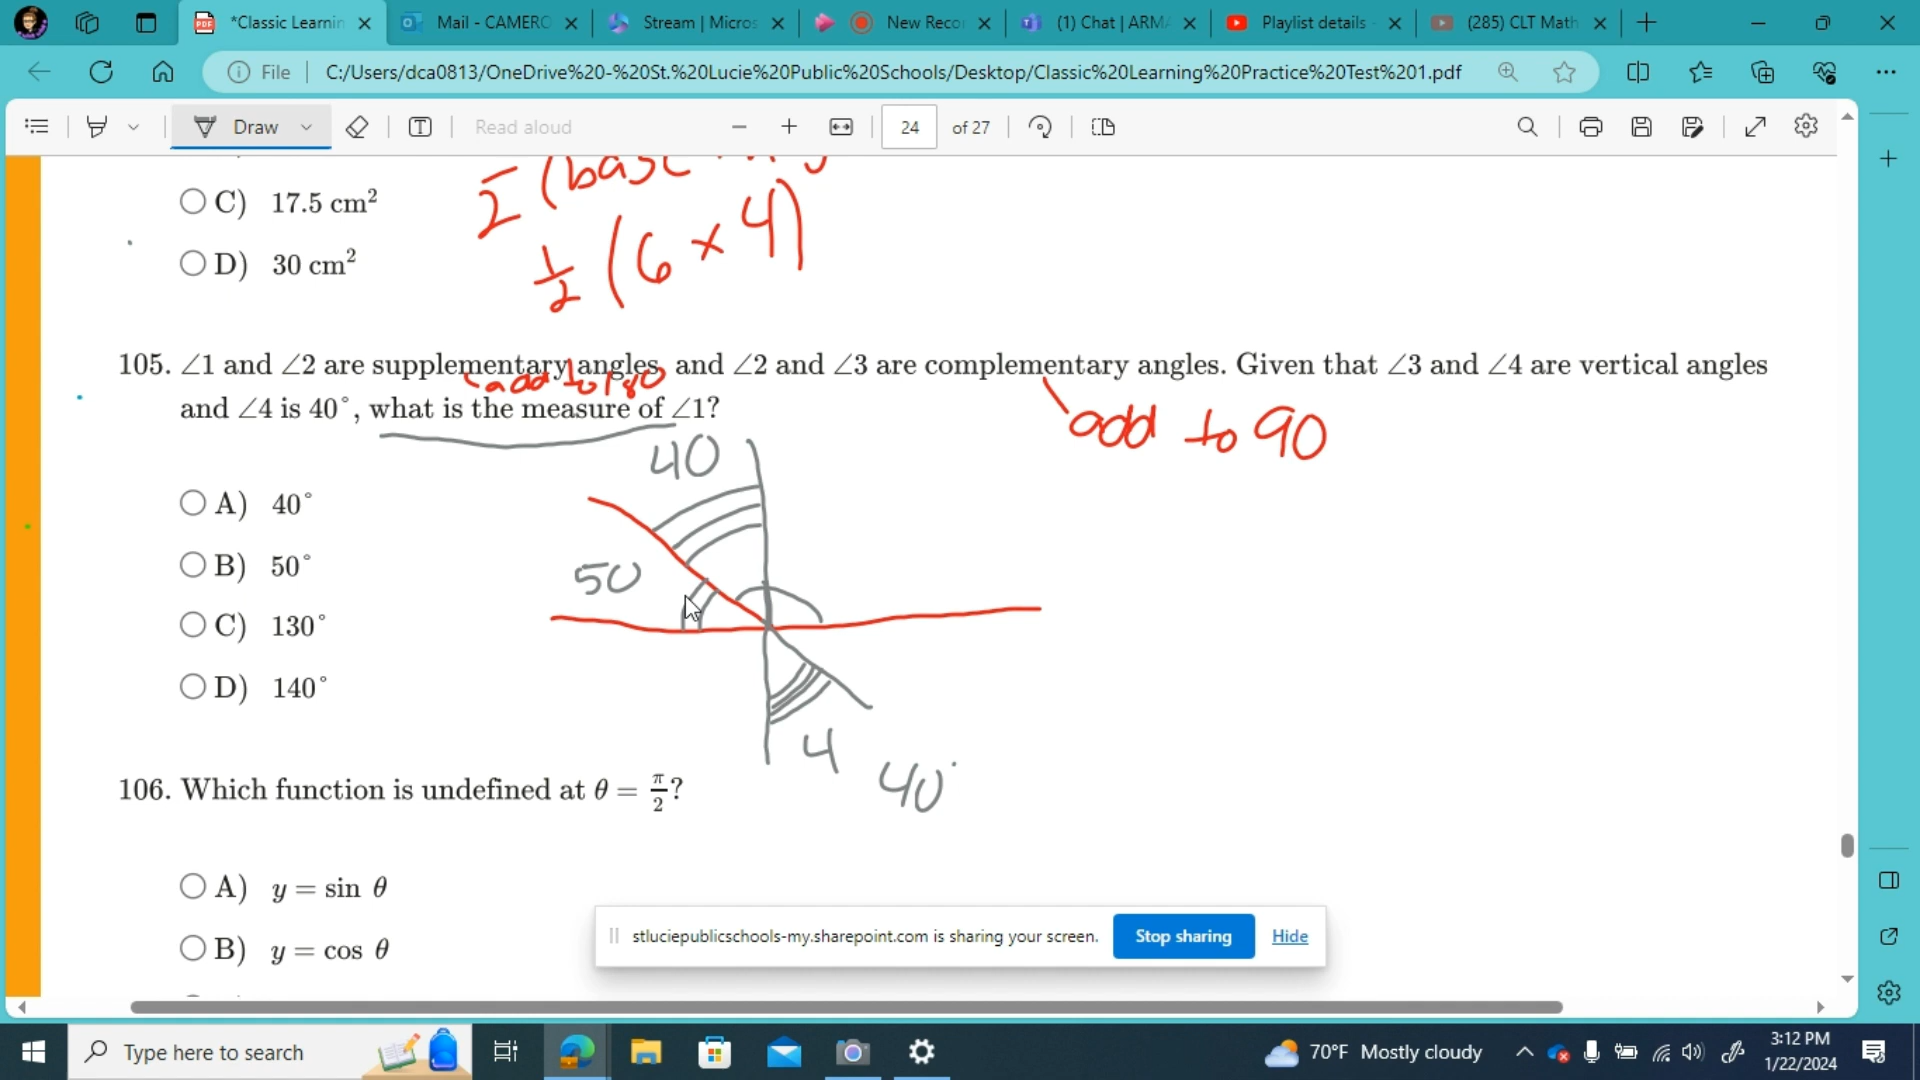 *Classic Learnin
Mail - CAMERO
Stream | Micros
New Reco
(1) Chat | ARMA
Playlist details
(285) CLT Math
File
C:/Users/dca0813/OneDrive%20-%20St.%20Lucie%20Public%20Schools/Desktop/Classic%20Learning%20Practice%20Test%201.pdf
Draw
Read aloud
24 of 27
C) 17.5 cm²
D) 30 cm²
1/2 (6 × 4)
105. ∠1 and ∠2 are supplementary angles, and ∠2 and ∠3 are complementary angles. Given that ∠3 and ∠4 are vertical angles
add to 180
and ∠4 is 40°, what is the measure of ∠1?
add to 90
40
A) 40°
B) 50°
50
C) 130°
D) 140°
4
40°
106. Which function is undefined at θ = π/2?
A) y = sin θ
B) y = cos θ
stluciepublicschools-my.sharepoint.com is sharing your screen.
Stop sharing
Hide
Type here to search
70°F Mostly cloudy
3:12 PM
1/22/2024